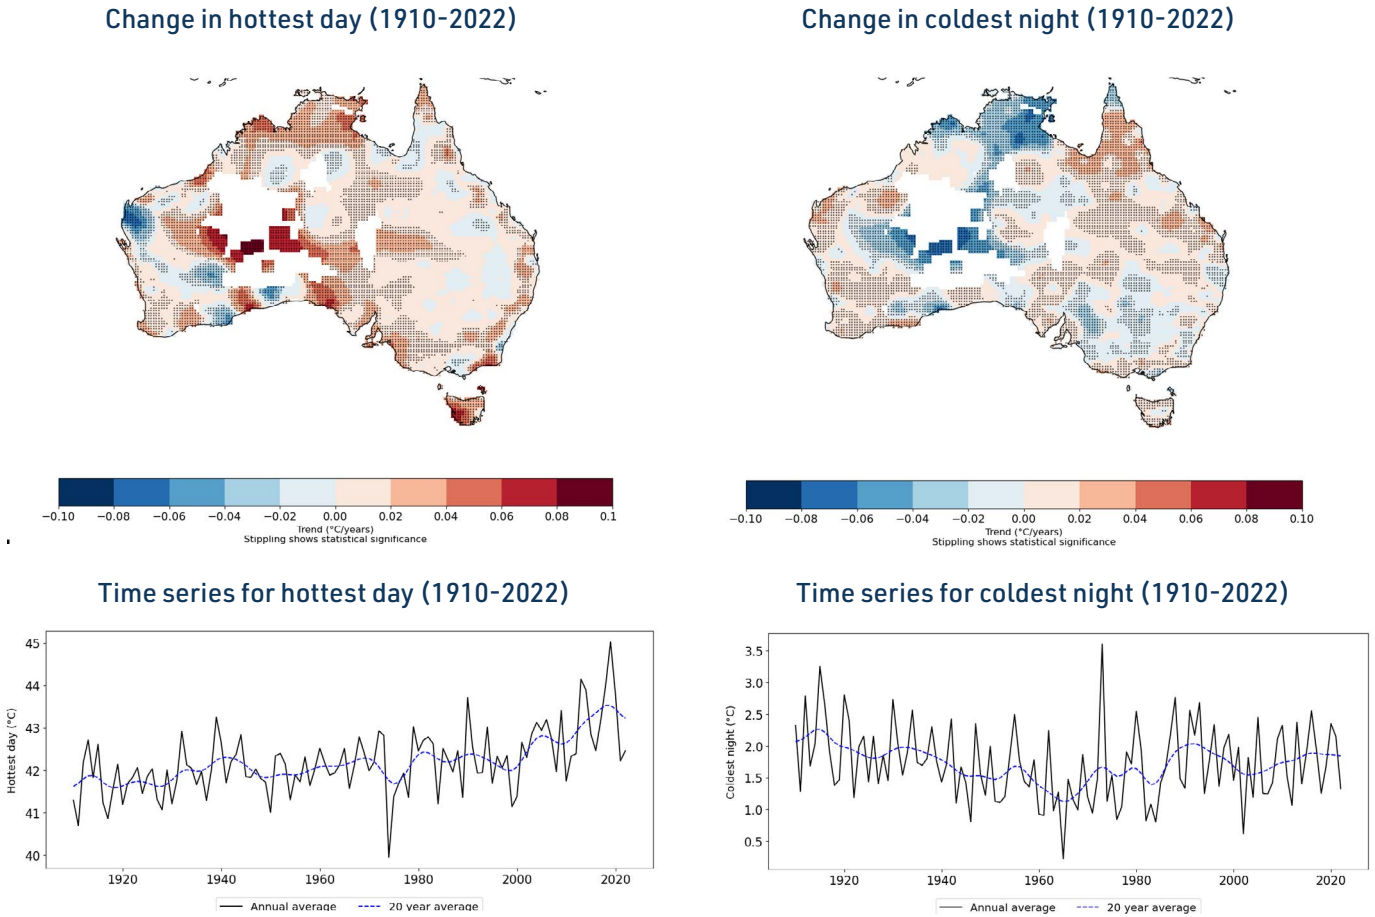 Change in hottest day (1910-2022)
Change in coldest night (1910-2022)
−0.10 −0.08 −0.06 −0.04 −0.02 0.00 0.02 0.04 0.06 0.08 0.1
Trend (°C/years)
Stippling shows statistical significance
−0.10 −0.08 −0.06 −0.04 −0.02 0.00 0.02 0.04 0.06 0.08 0.10
Trend (°C/years)
Stippling shows statistical significance
Time series for hottest day (1910-2022)
Time series for coldest night (1910-2022)
Hottest day (°C)
45
44
43
42
41
40
1920 1940 1960 1980 2000 2020
Annual average 20 year average
Coldest night (°C)
3.5
3.0
2.5
2.0
1.5
1.0
0.5
1920 1940 1960 1980 2000 2020
Annual average 20 year average